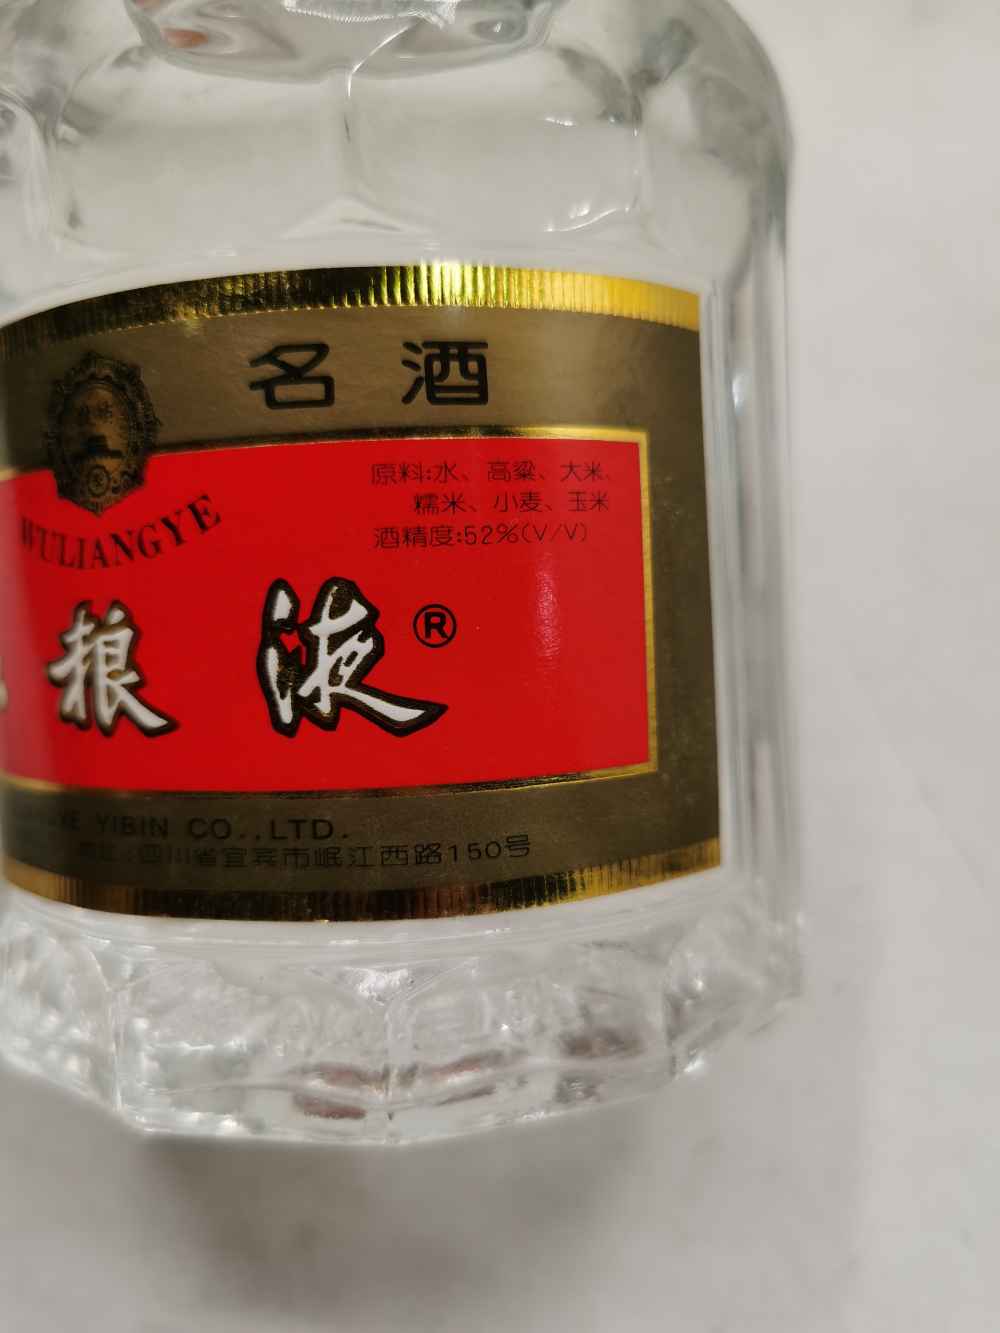 名 酒
原料:水、高粱、大米、
糯米、小麦、玉米
酒精度:52%(V/V)
WULIANGYE
粮 液®
YIBIN CO.,LTD.
四川省宜宾市岷江西路150号